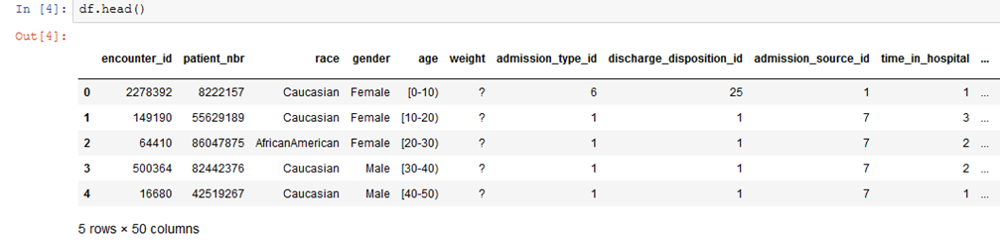 In [4]: df.head()
Out[4]:
encounter_id patient_nbr race gender age weight admission_type_id discharge_disposition_id admission_source_id time_in_hospital ...
0 2278392 8222157 Caucasian Female [0-10) ? 6 25 1 1 ...
1 149190 55629189 Caucasian Female [10-20) ? 1 1 7 3 ...
2 64410 86047875 AfricanAmerican Female [20-30) ? 1 1 7 2 ...
3 500364 82442376 Caucasian Male [30-40) ? 1 1 7 2 ...
4 16680 42519267 Caucasian Male [40-50) ? 1 1 7 1 ...
5 rows × 50 columns